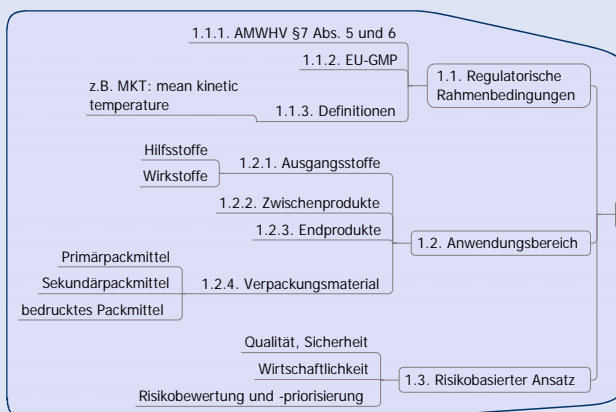 1.1. Regulatorische
Rahmenbedingungen
1.1.1. AMWHV §7 Abs. 5 und 6
1.1.2. EU-GMP
1.1.3. Definitionen
z.B. MKT: mean kinetic
temperature
1.2. Anwendungsbereich
1.2.1. Ausgangsstoffe
Hilfsstoffe
Wirkstoffe
1.2.2. Zwischenprodukte
1.2.3. Endprodukte
1.2.4. Verpackungsmaterial
Primärpackmittel
Sekundärpackmittel
bedrucktes Packmittel
1.3. Risikobasierter Ansatz
Qualität, Sicherheit
Wirtschaftlichkeit
Risikobewertung und -priorisierung